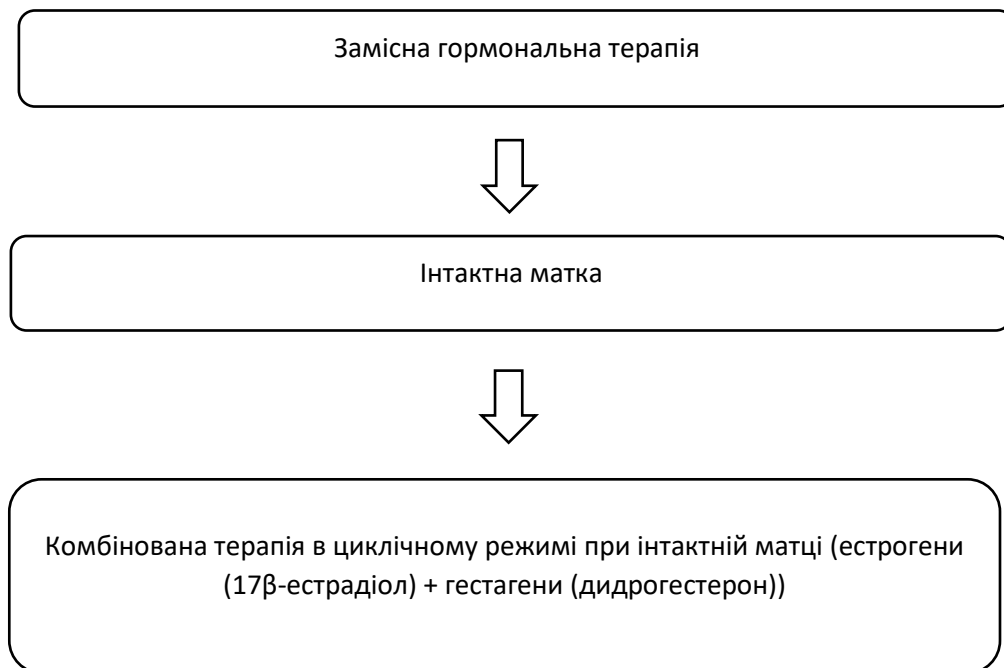 Замісна гормональна терапія
Інтактна матка
Комбінована терапія в циклічному режимі при інтактній матці (естрогени
(17β-естрадіол) + гестагени (дидрогестерон))